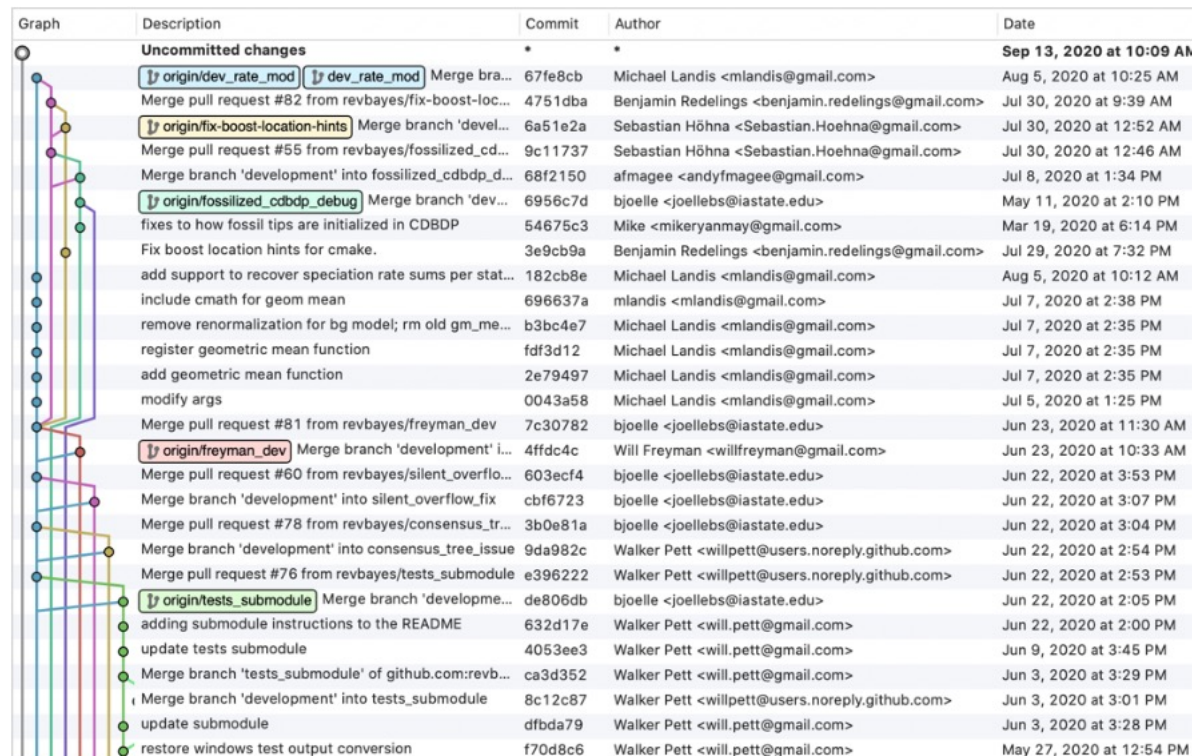 Graph Description Commit Author Date
Uncommitted changes * * Sep 13, 2020 at 10:09 AM
origin/dev_rate_mod dev_rate_mod Merge bra... 67fe8cb Michael Landis <mlandis@gmail.com> Aug 5, 2020 at 10:25 AM
Merge pull request #82 from revbayes/fix-boost-loc... 4751dba Benjamin Redelings <benjamin.redelings@gmail.com> Jul 30, 2020 at 9:39 AM
origin/fix-boost-location-hints Merge branch 'devel... 6a51e2a Sebastian Höhna <Sebastian.Hoehna@gmail.com> Jul 30, 2020 at 12:52 AM
Merge pull request #55 from revbayes/fossilized_cd... 9c11737 Sebastian Höhna <Sebastian.Hoehna@gmail.com> Jul 30, 2020 at 12:46 AM
Merge branch 'development' into fossilized_cdbdp_d... 68f2150 afmagee <andyfmagee@gmail.com> Jul 8, 2020 at 1:34 PM
origin/fossilized_cdbdp_debug Merge branch 'dev... 6956c7d bjoelle <joellebs@iastate.edu> May 11, 2020 at 2:10 PM
fixes to how fossil tips are initialized in CDBDP 54675c3 Mike <mikeryanmay@gmail.com> Mar 19, 2020 at 6:14 PM
Fix boost location hints for cmake. 3e9cb9a Benjamin Redelings <benjamin.redelings@gmail.com> Jul 29, 2020 at 7:32 PM
add support to recover speciation rate sums per stat... 182cb8e Michael Landis <mlandis@gmail.com> Aug 5, 2020 at 10:12 AM
include cmath for geom mean 696637a mlandis <mlandis@gmail.com> Jul 7, 2020 at 2:38 PM
remove renormalization for bg model; rm old gm_me... b3bc4e7 Michael Landis <mlandis@gmail.com> Jul 7, 2020 at 2:35 PM
register geometric mean function fdf3d12 Michael Landis <mlandis@gmail.com> Jul 7, 2020 at 2:35 PM
add geometric mean function 2e79497 Michael Landis <mlandis@gmail.com> Jul 7, 2020 at 2:35 PM
modify args 0043a58 Michael Landis <mlandis@gmail.com> Jul 5, 2020 at 1:25 PM
Merge pull request #81 from revbayes/freyman_dev 7c30782 bjoelle <joellebs@iastate.edu> Jun 23, 2020 at 11:30 AM
origin/freyman_dev Merge branch 'development' i... 4ffdc4c Will Freyman <willfreyman@gmail.com> Jun 23, 2020 at 10:33 AM
Merge pull request #60 from revbayes/silent_overflo... 603ecf4 bjoelle <joellebs@iastate.edu> Jun 22, 2020 at 3:53 PM
Merge branch 'development' into silent_overflow_fix cbf6723 bjoelle <joellebs@iastate.edu> Jun 22, 2020 at 3:07 PM
Merge pull request #78 from revbayes/consensus_tr... 3b0e81a bjoelle <joellebs@iastate.edu> Jun 22, 2020 at 3:04 PM
Merge branch 'development' into consensus_tree_issue 9da982c Walker Pett <willpett@users.noreply.github.com> Jun 22, 2020 at 2:54 PM
Merge pull request #76 from revbayes/tests_submodule e396222 Walker Pett <willpett@users.noreply.github.com> Jun 22, 2020 at 2:53 PM
origin/tests_submodule Merge branch 'developme... de806db bjoelle <joellebs@iastate.edu> Jun 22, 2020 at 2:05 PM
adding submodule instructions to the README 632d17e Walker Pett <will.pett@gmail.com> Jun 22, 2020 at 2:00 PM
update tests submodule 4053ee3 Walker Pett <will.pett@gmail.com> Jun 9, 2020 at 3:45 PM
Merge branch 'tests_submodule' of github.com:revb... ca3d352 Walker Pett <will.pett@gmail.com> Jun 3, 2020 at 3:29 PM
Merge branch 'development' into tests_submodule 8c12c87 Walker Pett <willpett@users.noreply.github.com> Jun 3, 2020 at 3:01 PM
update submodule dfbda79 Walker Pett <will.pett@gmail.com> Jun 3, 2020 at 3:28 PM
restore windows test output conversion f70d8c6 Walker Pett <will.pett@gmail.com> May 27, 2020 at 12:54 PM